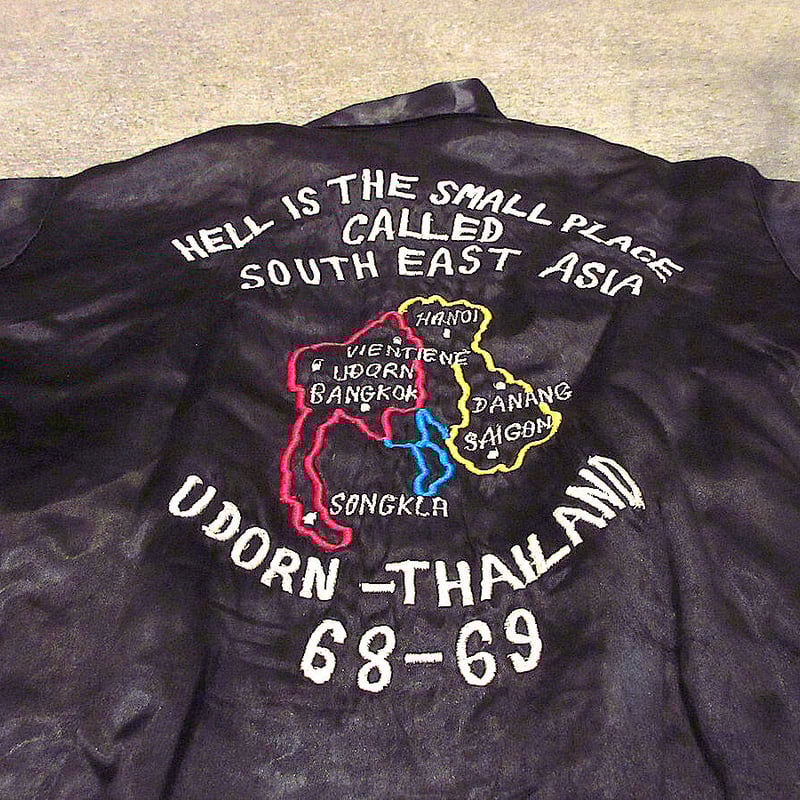 HELL IS THE SMALL PLACE
CALLED
SOUTH EAST ASIA
HANOI
VIENTIENE
UDORN
BANGKOK
DANANG
SAIGON
SONGKLA
UDORN -THAILAND
68-69